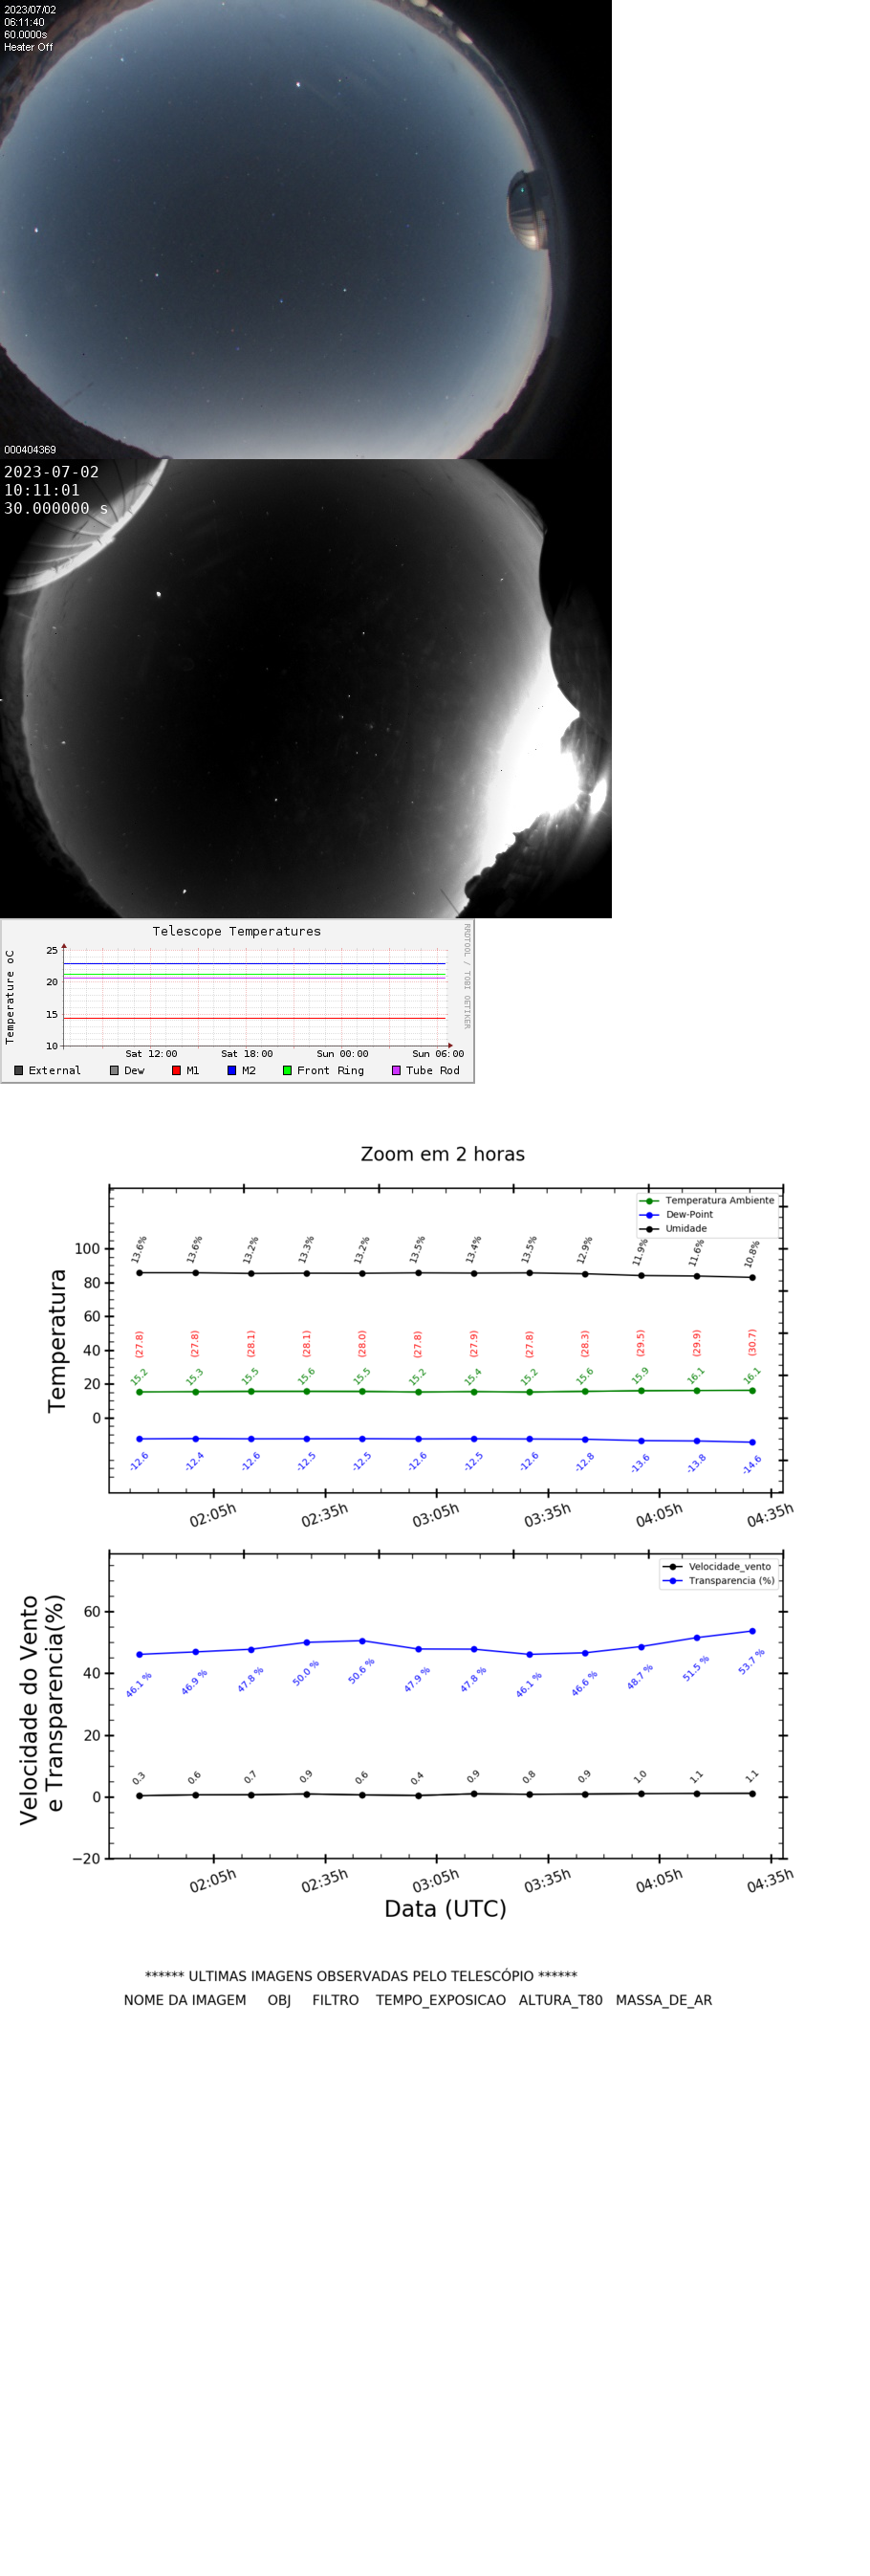 2023/07/02
06:11:40
60.0000s
Heater Off
000404369
2023-07-02
10:11:01
30.000000 s
Telescope Temperatures
RRDTOOL / TOBI OETIKER
Temperature oC
25
20
15
10
Sat 12:00 Sat 18:00 Sun 00:00 Sun 06:00
External Dew M1 M2 Front Ring Tube Rod
Zoom em 2 horas
Temperatura Ambiente
Dew-Point
Umidade
Temperatura
100
80
60
40
20
0
13.6% 13.6% 13.2% 13.3% 13.2% 13.5% 13.4% 13.5% 12.9% 11.9% 11.6% 10.8%
(27.8) (27.8) (28.1) (28.1) (28.0) (27.8) (27.9) (27.8) (28.3) (29.5) (29.9) (30.7)
15.2 15.3 15.5 15.6 15.5 15.2 15.4 15.2 15.6 15.9 16.1 16.1
-12.6 -12.4 -12.6 -12.5 -12.5 -12.6 -12.5 -12.6 -12.8 -13.6 -13.8 -14.6
02:05h 02:35h 03:05h 03:35h 04:05h 04:35h
Velocidade_vento
Transparencia (%)
Velocidade do Vento
e Transparencia(%)
60
40
20
0
−20
46.1 % 46.9 % 47.8 % 50.0 % 50.6 % 47.9 % 47.8 % 46.1 % 46.6 % 48.7 % 51.5 % 53.7 %
0.3 0.6 0.7 0.9 0.6 0.4 0.9 0.8 0.9 1.0 1.1 1.1
02:05h 02:35h 03:05h 03:35h 04:05h 04:35h
Data (UTC)
****** ULTIMAS IMAGENS OBSERVADAS PELO TELESCÓPIO ******
NOME DA IMAGEM OBJ FILTRO TEMPO_EXPOSICAO ALTURA_T80 MASSA_DE_AR